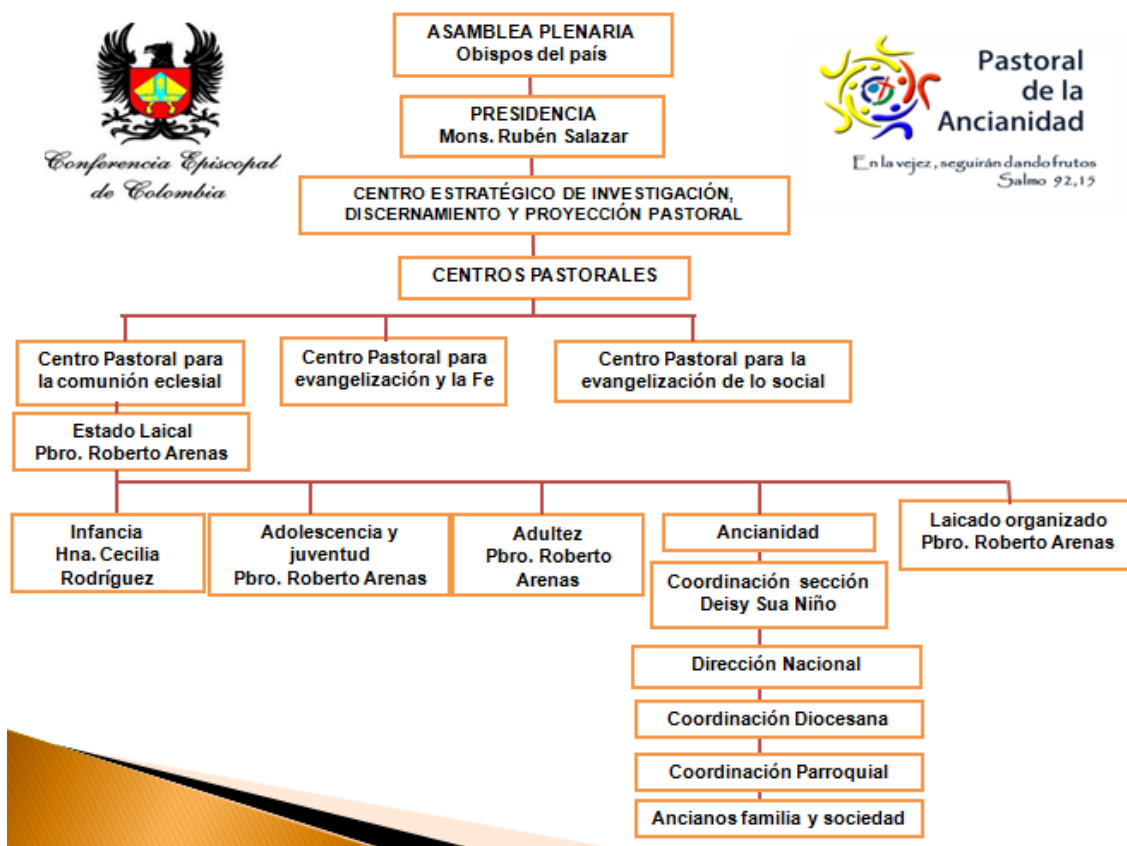 ASAMBLEA PLENARIA
Obispos del país
Conferencia Episcopal
de Colombia
Pastoral
de la
Ancianidad
En la vejez, seguirán dando frutos
Salmo 92,15
PRESIDENCIA
Mons. Rubén Salazar
CENTRO ESTRATÉGICO DE INVESTIGACIÓN,
DISCERNAMIENTO Y PROYECCIÓN PASTORAL
CENTROS PASTORALES
Centro Pastoral para
la comunión eclesial
Centro Pastoral para
evangelización y la Fe
Centro Pastoral para la
evangelización de lo social
Estado Laical
Pbro. Roberto Arenas
Infancia
Hna. Cecilia
Rodríguez
Adolescencia y
juventud
Pbro. Roberto Arenas
Adultez
Pbro. Roberto
Arenas
Ancianidad
Laicado organizado
Pbro. Roberto Arenas
Coordinación sección
Deisy Sua Niño
Dirección Nacional
Coordinación Diocesana
Coordinación Parroquial
Ancianos familia y sociedad